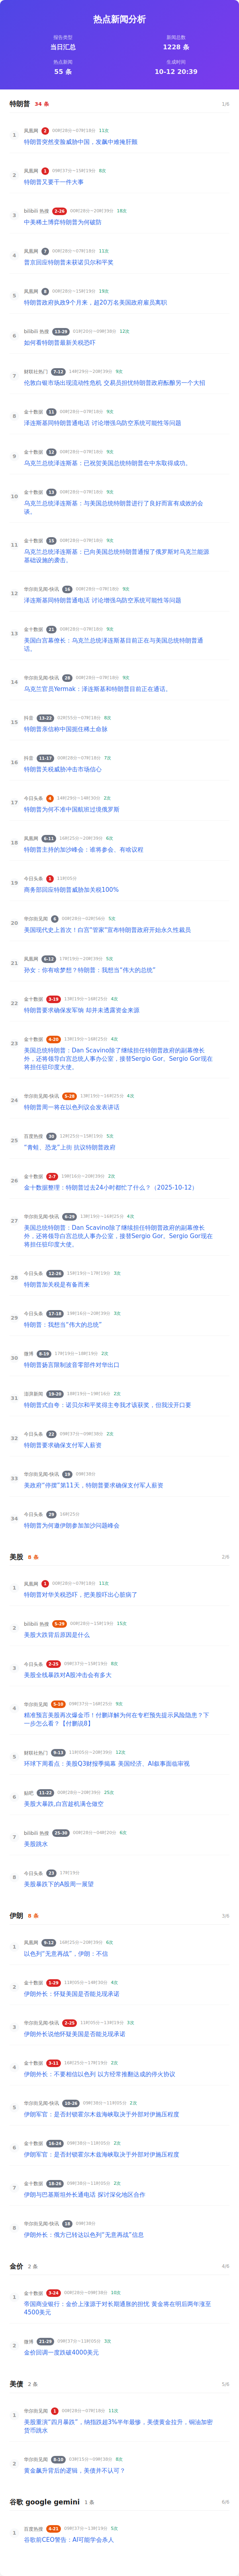 热点新闻分析
报告类型
新闻总数
当日汇总
1228 条
热点新闻
生成时间
55 条
10-12 20:39
特朗普 34 条 1/6
1
凤凰网 2 00时28分~07时18分 11次
特朗普突然变脸威胁中国，发飙中难掩肝颤
2
凤凰网 1 09时37分~15时19分 8次
特朗普又要干一件大事
3
bilibili 热搜 2-26 00时28分~20时39分 18次
中美稀土博弈特朗普为何破防
4
凤凰网 7 00时28分~07时18分 11次
普京回应特朗普未获诺贝尔和平奖
5
凤凰网 8 00时28分~15时19分 19次
特朗普政府执政9个月来，超20万名美国政府雇员离职
6
bilibili 热搜 13-29 01时20分~09时38分 12次
如何看特朗普最新关税恐吓
7
财联社热门 7-12 14时29分~20时39分 9次
伦敦白银市场出现流动性危机 交易员担忧特朗普政府酝酿另一个大招
8
金十数据 11 00时28分~07时18分 9次
泽连斯基同特朗普通电话 讨论增强乌防空系统可能性等问题
9
金十数据 12 00时28分~07时18分 9次
乌克兰总统泽连斯基：已祝贺美国总统特朗普在中东取得成功。
10
金十数据 13 00时28分~07时18分 9次
乌克兰总统泽连斯基：与美国总统特朗普进行了良好而富有成效的会
谈。
11
金十数据 15 00时28分~07时18分 9次
乌克兰总统泽连斯基：已向美国总统特朗普通报了俄罗斯对乌克兰能源
基础设施的袭击。
12
华尔街见闻-快讯 16 00时28分~07时18分 9次
泽连斯基同特朗普通电话 讨论增强乌防空系统可能性等问题
13
金十数据 21 00时28分~07时18分 9次
美国白宫幕僚长：乌克兰总统泽连斯基目前正在与美国总统特朗普通
话。
14
华尔街见闻-快讯 28 00时28分~07时18分 9次
乌克兰官员Yermak：泽连斯基和特朗普目前正在通话。
15
抖音 13-22 02时55分~07时18分 8次
特朗普亲信称中国掐住稀土命脉
16
抖音 11-17 00时28分~07时18分 7次
特朗普关税威胁冲击市场信心
17
今日头条 4 14时29分~14时30分 2次
特朗普为何不准中国航班过境俄罗斯
18
凤凰网 6-11 16时25分~20时39分 6次
特朗普主持的加沙峰会：谁将参会、有啥议程
19
今日头条 3 11时05分
商务部回应特朗普威胁加关税100%
20
华尔街见闻 6 00时28分~02时56分 5次
美国现代史上首次！白宫“管家”宣布特朗普政府开始永久性裁员
21
凤凰网 6-12 17时19分~20时39分 5次
孙女：你有啥梦想？特朗普：我想当“伟大的总统”
22
金十数据 3-19 13时19分~16时25分 4次
特朗普要求确保发军饷 却并未透露资金来源
23
金十数据 4-20 13时19分~16时25分 4次
美国总统特朗普：Dan Scavino除了继续担任特朗普政府的副幕僚长
外，还将领导白宫总统人事办公室，接替Sergio Gor。Sergio Gor现在
将担任驻印度大使。
24
华尔街见闻-快讯 5-28 13时19分~16时25分 4次
特朗普周一将在以色列议会发表讲话
25
百度热搜 30 12时25分~15时19分 5次
“青蛙、恐龙”上街 抗议特朗普政府
26
金十数据 2-7 19时16分~20时39分 2次
金十数据整理：特朗普过去24小时都忙了什么？（2025-10-12）
27
华尔街见闻-快讯 6-29 13时19分~16时25分 4次
美国总统特朗普：Dan Scavino除了继续担任特朗普政府的副幕僚长
外，还将领导白宫总统人事办公室，接替Sergio Gor。Sergio Gor现在
将担任驻印度大使。
28
今日头条 12-26 15时19分~17时19分 3次
特朗普加关税是有备而来
29
今日头条 17-18 19时16分~20时39分 3次
特朗普：我想当“伟大的总统”
30
微博 8-10 17时19分~18时19分 2次
特朗普扬言限制波音零部件对华出口
31
澎湃新闻 19-20 18时19分~19时16分 2次
特朗普式自夸：诺贝尔和平奖得主夸我才该获奖，但我没开口要
32
今日头条 22 09时37分~09时38分 2次
特朗普要求确保支付军人薪资
33
华尔街见闻-快讯 18 09时38分
美政府“停摆”第11天，特朗普要求确保支付军人薪资
34
今日头条 28 16时25分
特朗普为何邀伊朗参加加沙问题峰会
美股 8 条 2/6
1
凤凰网 1 00时28分~07时18分 11次
特朗普对华关税恐吓，把美股吓出心脏病了
2
bilibili 热搜 5-29 00时28分~15时19分 15次
美股大跌背后原因是什么
3
今日头条 2-25 08时37分~15时19分 8次
美股全线暴跌对A股冲击会有多大
4
华尔街见闻 5-10 09时37分~16时25分 9次
精准预言美股再次爆金币！付鹏详解为何在专栏预先提示风险隐患？下
一步怎么看？【付鹏说8】
5
财联社热门 9-13 11时05分~20时39分 12次
环球下周看点：美股Q3财报季揭幕 美国经济、AI叙事面临审视
6
贴吧 11-22 00时28分~20时39分 25次
美股大暴跌,白宫趁机满仓做空
7
bilibili 热搜 25-30 00时28分~04时20分 6次
美股跳水
8
今日头条 23 17时19分
美股暴跌下的A股周一展望
伊朗 8 条 3/6
1
凤凰网 9-12 16时25分~20时39分 6次
以色列“无意再战”，伊朗：不信
2
金十数据 1-29 11时05分~14时30分 4次
伊朗外长：怀疑美国是否能兑现承诺
3
华尔街见闻-快讯 2-25 11时05分~13时19分 3次
伊朗外长说他怀疑美国是否能兑现承诺
4
金十数据 3-11 16时25分~17时19分 2次
伊朗外长：不要相信以色列 以方经常推翻达成的停火协议
5
华尔街见闻-快讯 10-16 09时38分~11时05分 2次
伊朗军官：是否封锁霍尔木兹海峡取决于外部对伊施压程度
6
金十数据 16-24 09时38分~11时05分 2次
伊朗军官：是否封锁霍尔木兹海峡取决于外部对伊施压程度
7
金十数据 18-26 09时38分~11时05分 2次
伊朗与巴基斯坦外长通电话 探讨深化地区合作
8
华尔街见闻-快讯 18 09时38分
伊朗外长：俄方已转达以色列“无意再战”信息
金价 2 条 4/6
1
金十数据 3-24 00时28分~09时38分 10次
帝国商业银行：金价上涨源于对长期通胀的担忧 黄金将在明后两年涨至
4500美元
2
微博 21-29 09时37分~11时05分 3次
金价回调一度跌破4000美元
美债 2 条 5/6
1
华尔街见闻 1 00时28分~07时18分 11次
美股重演“四月暴跌”，纳指跌超3%半年最惨，美债黄金拉升，铜油加密
货币跳水
2
华尔街见闻 6-10 02时15分~09时38分 8次
黄金飙升背后的逻辑，美债并不认可？
谷歌 google gemini 1 条 6/6
1
百度热搜 4-21 09时37分~13时19分 5次
谷歌前CEO警告：AI可能学会杀人